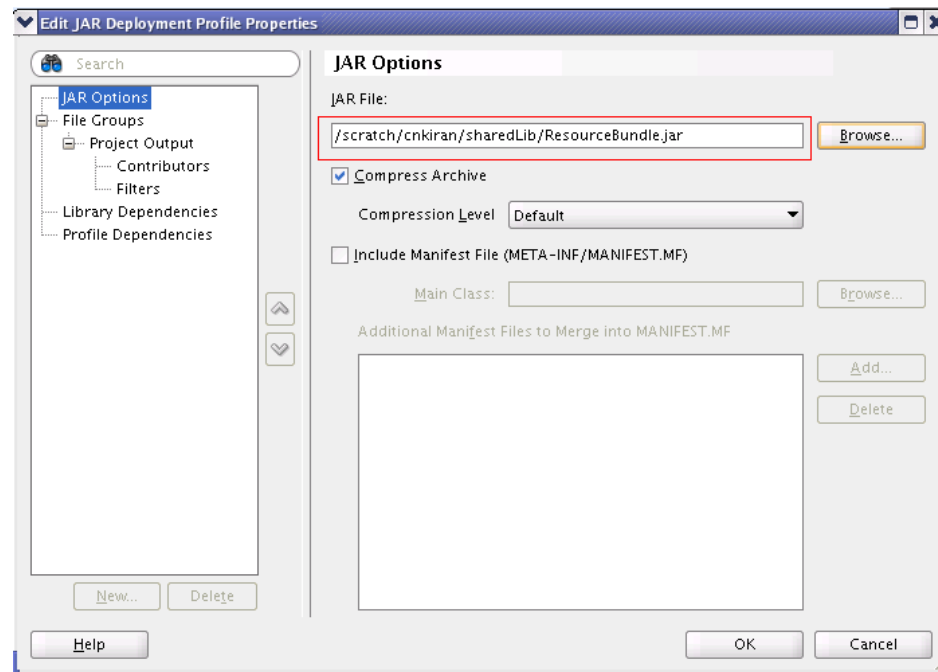 Edit JAR Deployment Profile Properties
Search
JAR Options
File Groups
Project Output
Contributors
Filters
Library Dependencies
Profile Dependencies
New...
Delete
JAR Options
JAR File:
/scratch/cnkiran/sharedLib/ResourceBundle.jar
Browse...
Compress Archive
Compression Level
Default
Include Manifest File (META-INF/MANIFEST.MF)
Main Class:
Browse...
Additional Manifest Files to Merge into MANIFEST.MF
Add...
Delete
Help
OK
Cancel